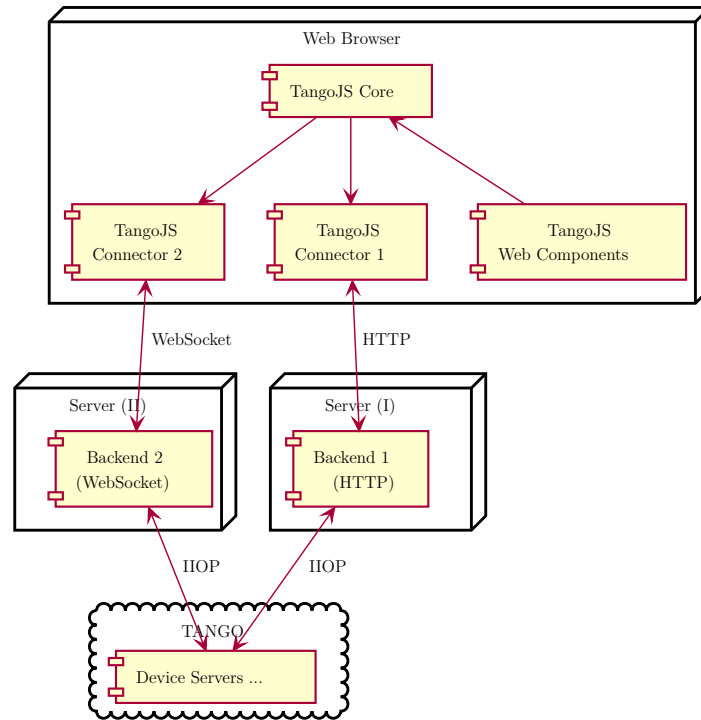 Web Browser
TangoJS Core
TangoJS
Connector 2
TangoJS
Connector 1
TangoJS
Web Components
WebSocket
HTTP
Server (II)
Server (I)
Backend 2
(WebSocket)
Backend 1
(HTTP)
IIOP
IIOP
TANGO
Device Servers ...